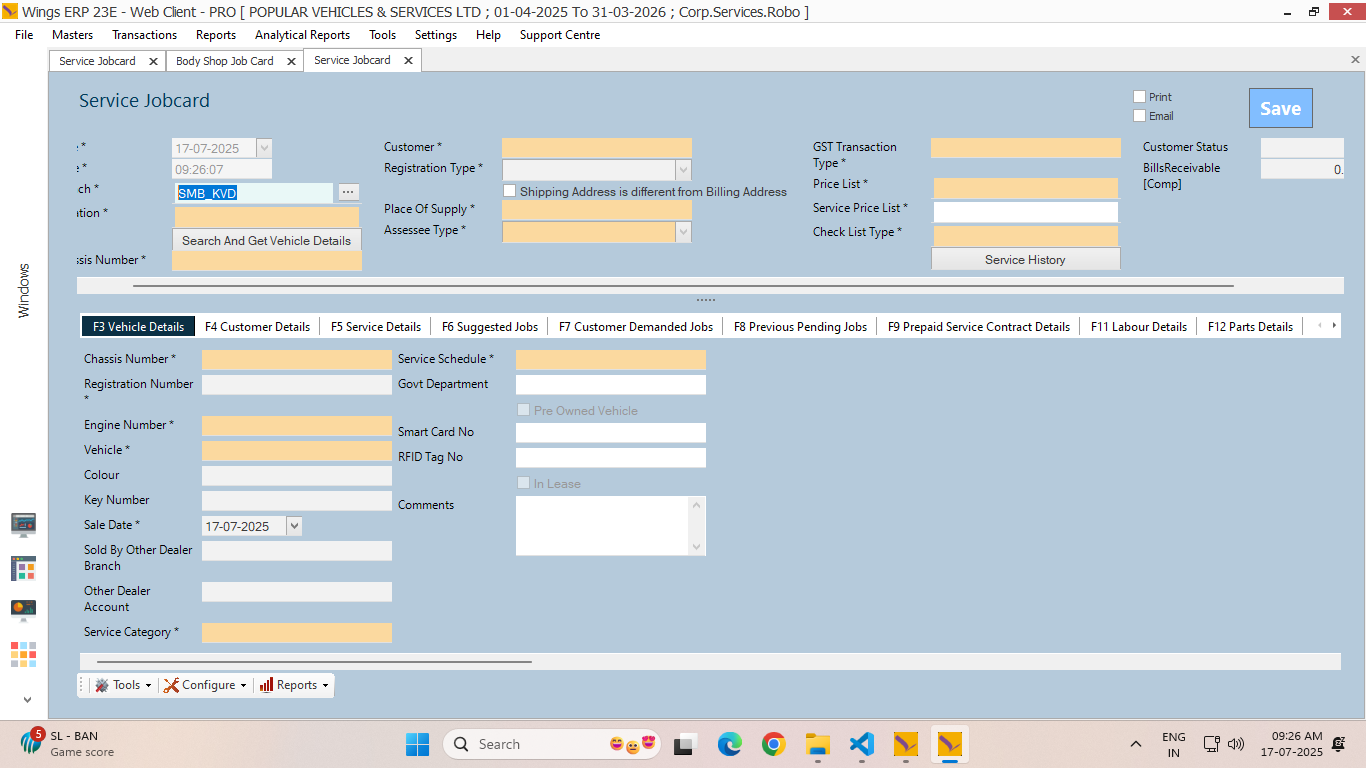 Wings ERP 23E - Web Client - PRO [ POPULAR VEHICLES & SERVICES LTD ; 01-04-2025 To 31-03-2026 ; Corp.Services.Robo ]
File Masters Transactions Reports Analytical Reports Tools Settings Help Support Centre
Service Jobcard Body Shop Job Card Service Jobcard
Service Jobcard
Print
Email
Save
e *
17-07-2025
e *
09:26:07
ch *
SMB_KVD
...
ation *
Search And Get Vehicle Details
ssis Number *
Customer *
Registration Type *
Shipping Address is different from Billing Address
Place Of Supply *
Assessee Type *
GST Transaction
Type *
Price List *
Service Price List *
Check List Type *
Service History
Customer Status
BillsReceivable
[Comp]
0.
Windows
F3 Vehicle Details F4 Customer Details F5 Service Details F6 Suggested Jobs F7 Customer Demanded Jobs F8 Previous Pending Jobs F9 Prepaid Service Contract Details F11 Labour Details F12 Parts Details
Chassis Number *
Registration Number
*
Engine Number *
Vehicle *
Colour
Key Number
Sale Date *
17-07-2025
Sold By Other Dealer
Branch
Other Dealer
Account
Service Category *
Service Schedule *
Govt Department
Pre Owned Vehicle
Smart Card No
RFID Tag No
In Lease
Comments
Tools Configure Reports
5
SL - BAN
Game score
Search
ENG
IN
09:26 AM
17-07-2025